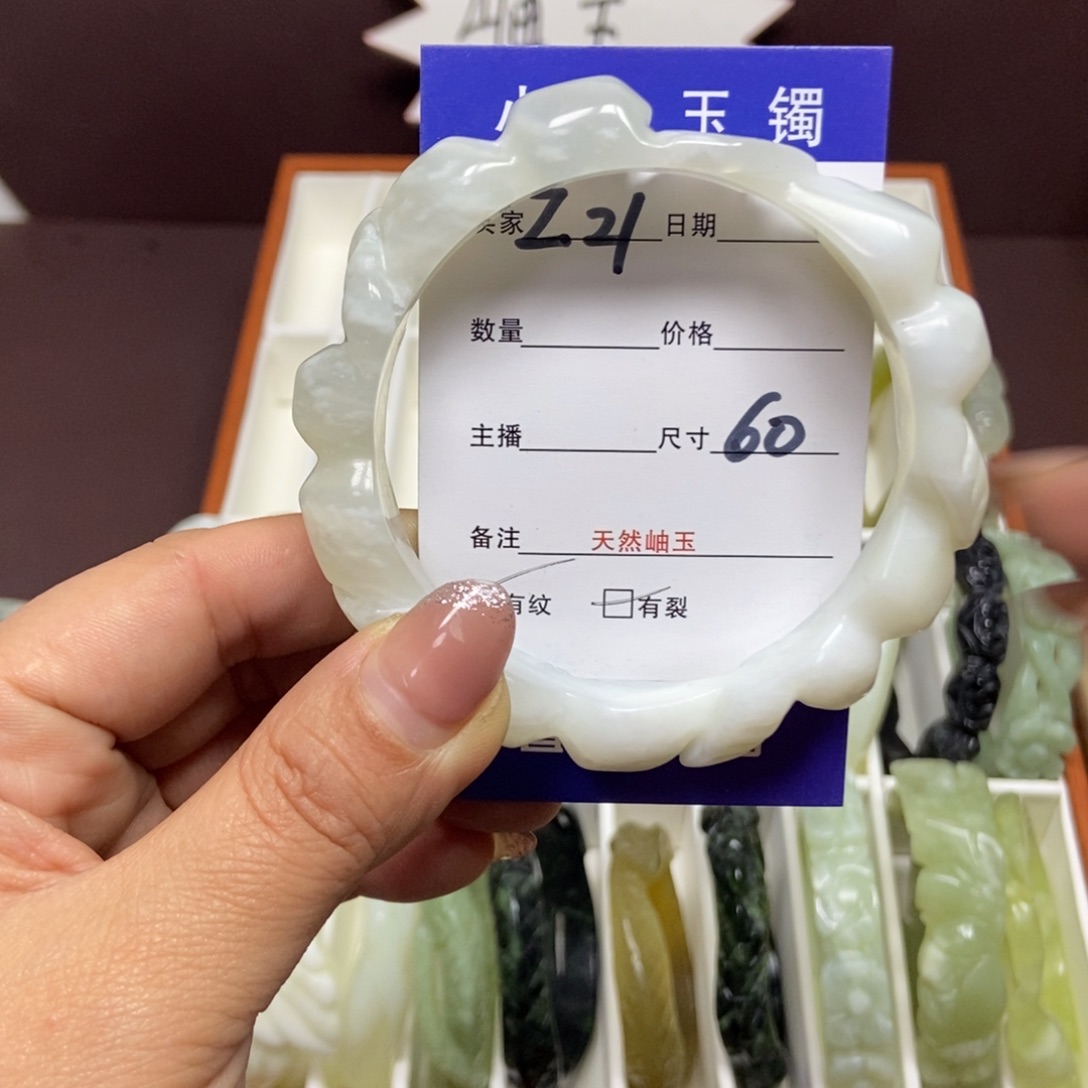 玉镯
家 Z.21 日期
数量 价格
主播 尺寸 60
备注 天然岫玉
有纹 有裂